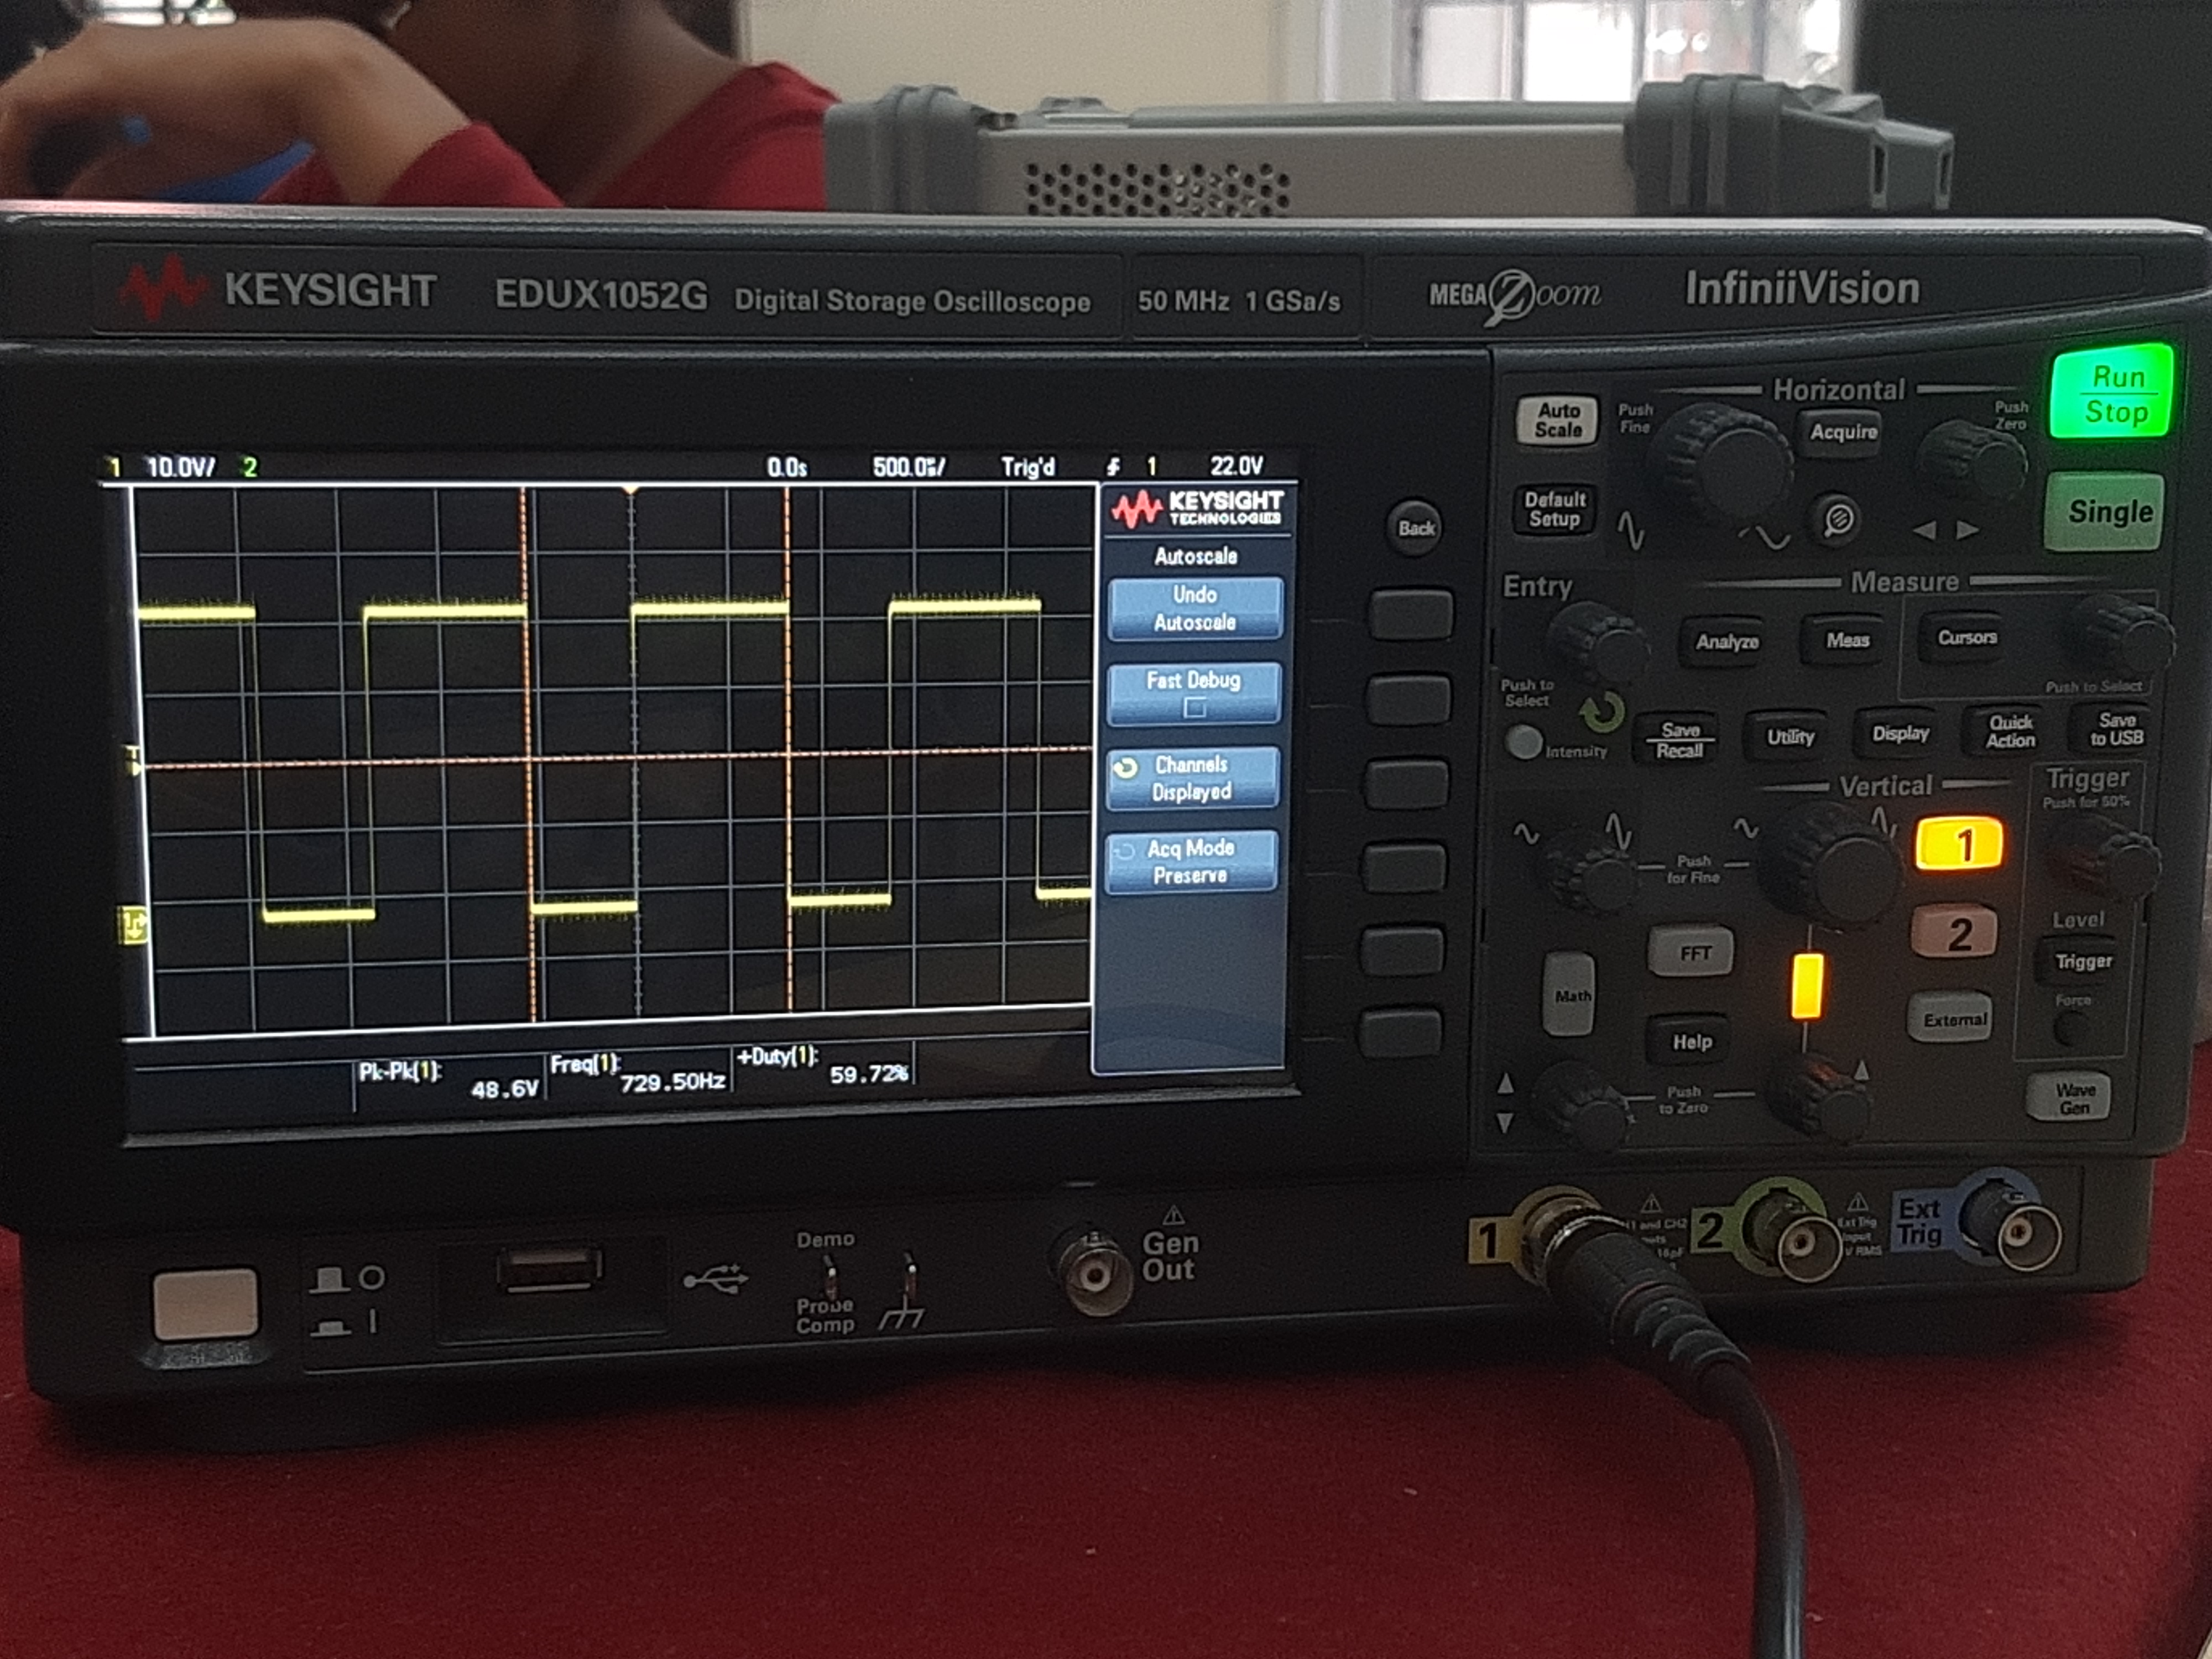 KEYSIGHT EDUX1052G Digital Storage Oscilloscope 50 MHz 1 GSa/s MEGA Zoom InfiniiVision
1 10.0V/ 2 0.0s 500.0us/ Trig'd 1 22.0V
KEYSIGHT
TECHNOLOGIES
Autoscale
Undo
Autoscale
Fast Debug
Channels
Displayed
Acq Mode
Preserve
T
Pk-Pk(1):
48.6V
Freq(1):
729.50Hz
+Duty(1):
59.72%
Back
Horizontal
Run
Stop
Auto
Scale
Push
Fine
Acquire
Push
Zero
Default
Setup
Single
Entry
Measure
Analyze
Meas
Cursors
Push to
Select
Push to Select
Intensity
Save
Recall
Utility
Display
Quick
Action
Save
to USB
Vertical
Trigger
Push for 50%
1
Push
for Fine
2
Level
Trigger
FFT
Math
External
Force
Help
Push
to Zero
Wave
Gen
Demo
Probe
Comp
Gen
Out
1
2
Ext
Trig